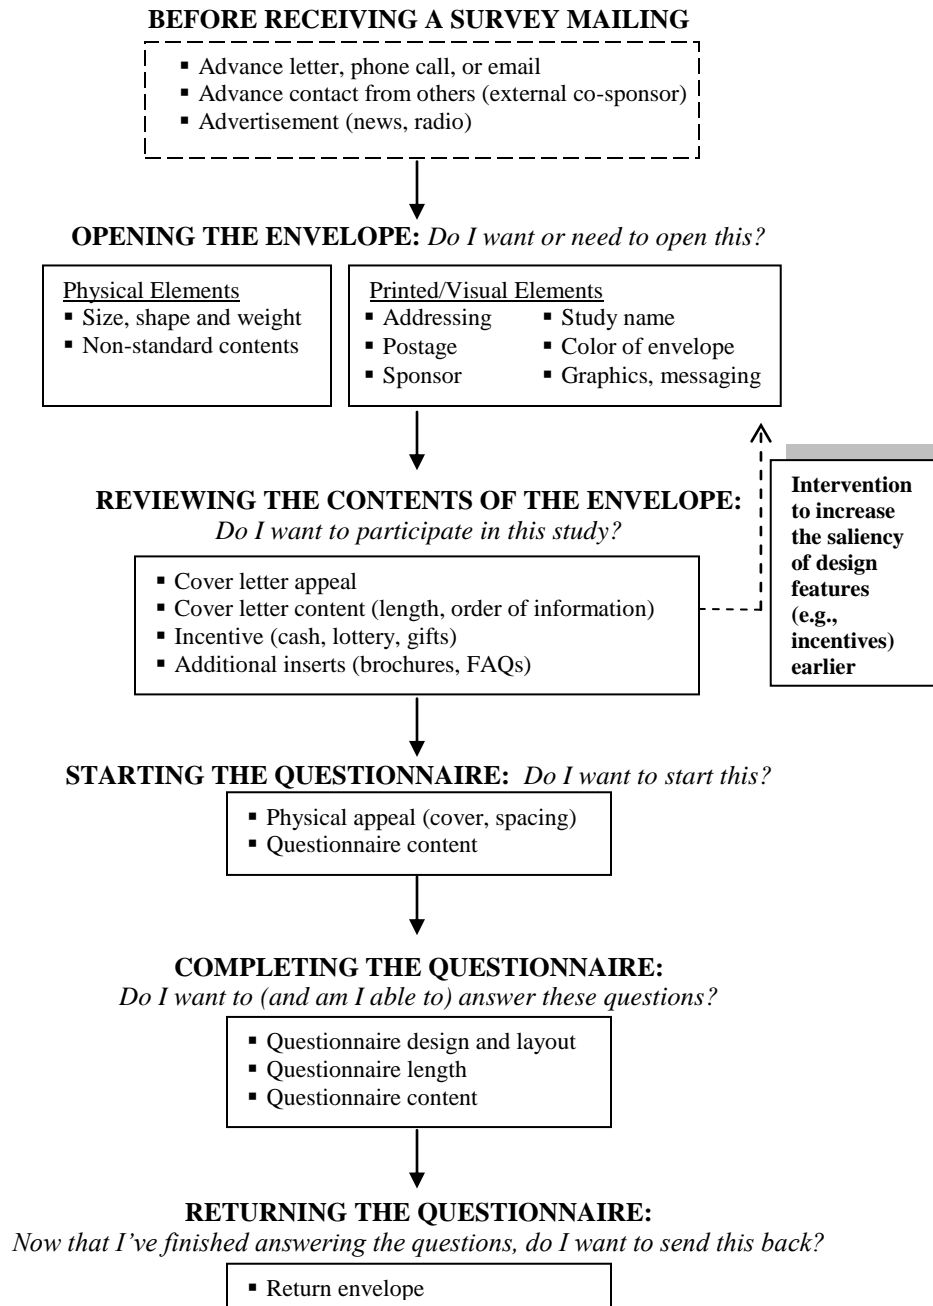 BEFORE RECEIVING A SURVEY MAILING
▪ Advance letter, phone call, or email
▪ Advance contact from others (external co-sponsor)
▪ Advertisement (news, radio)
OPENING THE ENVELOPE: Do I want or need to open this?
Physical Elements
▪ Size, shape and weight
▪ Non-standard contents
Printed/Visual Elements
▪ Addressing
▪ Postage
▪ Sponsor
▪ Study name
▪ Color of envelope
▪ Graphics, messaging
REVIEWING THE CONTENTS OF THE ENVELOPE:
Do I want to participate in this study?
▪ Cover letter appeal
▪ Cover letter content (length, order of information)
▪ Incentive (cash, lottery, gifts)
▪ Additional inserts (brochures, FAQs)
Intervention
to increase
the saliency
of design
features
(e.g.,
incentives)
earlier
STARTING THE QUESTIONNAIRE: Do I want to start this?
▪ Physical appeal (cover, spacing)
▪ Questionnaire content
COMPLETING THE QUESTIONNAIRE:
Do I want to (and am I able to) answer these questions?
▪ Questionnaire design and layout
▪ Questionnaire length
▪ Questionnaire content
RETURNING THE QUESTIONNAIRE:
Now that I've finished answering the questions, do I want to send this back?
▪ Return envelope